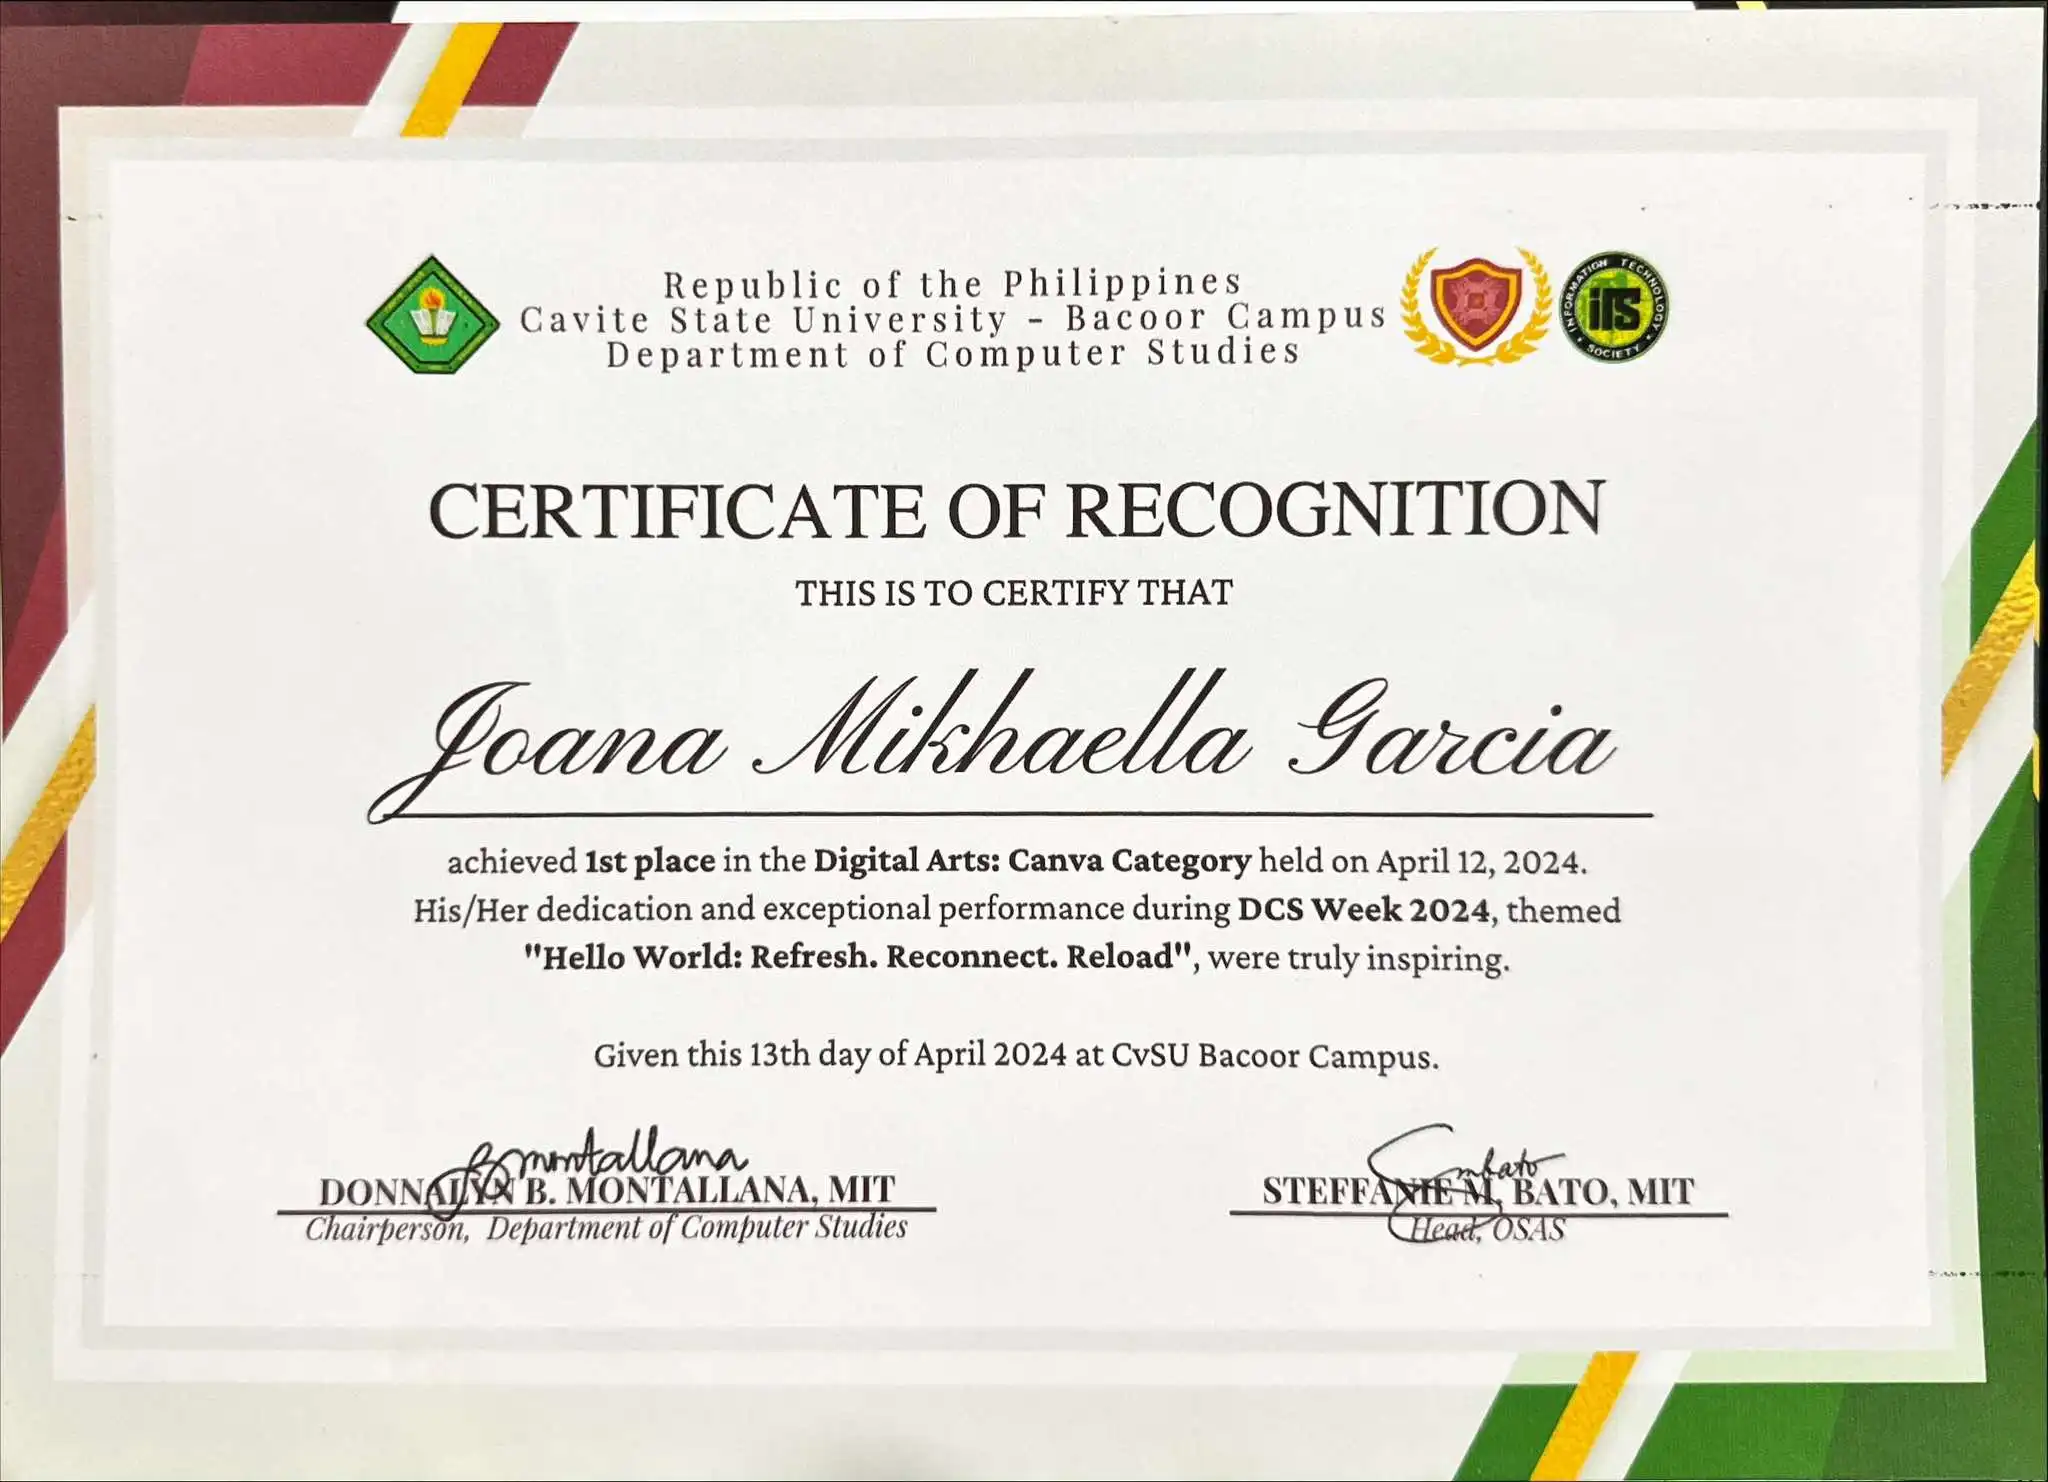 Republic of the Philippines
Cavite State University - Bacoor Campus
Department of Computer Studies
INFORMATION TECHNOLOGY
iTS
SOCIETY
CERTIFICATE OF RECOGNITION
THIS IS TO CERTIFY THAT
Joana Mikhaella Garcia
achieved 1st place in the Digital Arts: Canva Category held on April 12, 2024.
His/Her dedication and exceptional performance during DCS Week 2024, themed
"Hello World: Refresh. Reconnect. Reload", were truly inspiring.
Given this 13th day of April 2024 at CvSU Bacoor Campus.
DONNALYN B. MONTALLANA, MIT
Chairperson, Department of Computer Studies
STEFFANIE M. BATO, MIT
Head, OSAS